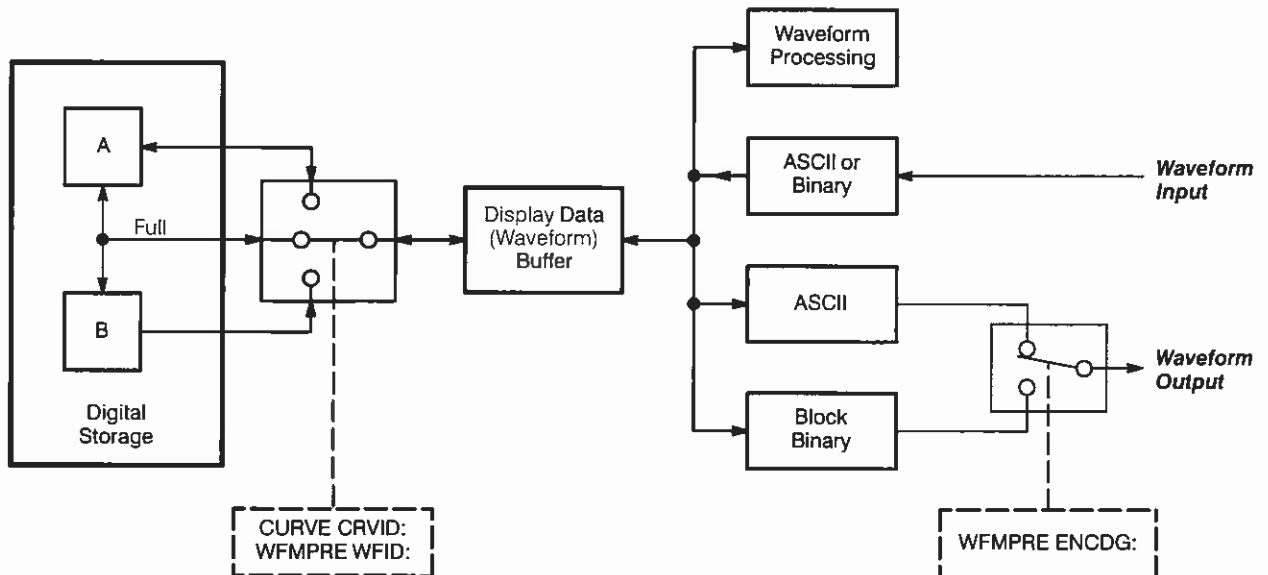 Waveform
Processing
A
ASCII or
Binary
Waveform
Input
Full
Display Data
(Waveform)
Buffer
B
ASCII
Waveform
Output
Digital
Storage
Block
Binary
CURVE CRVID:
WFMPRE WFID:
WFMPRE ENCDG: